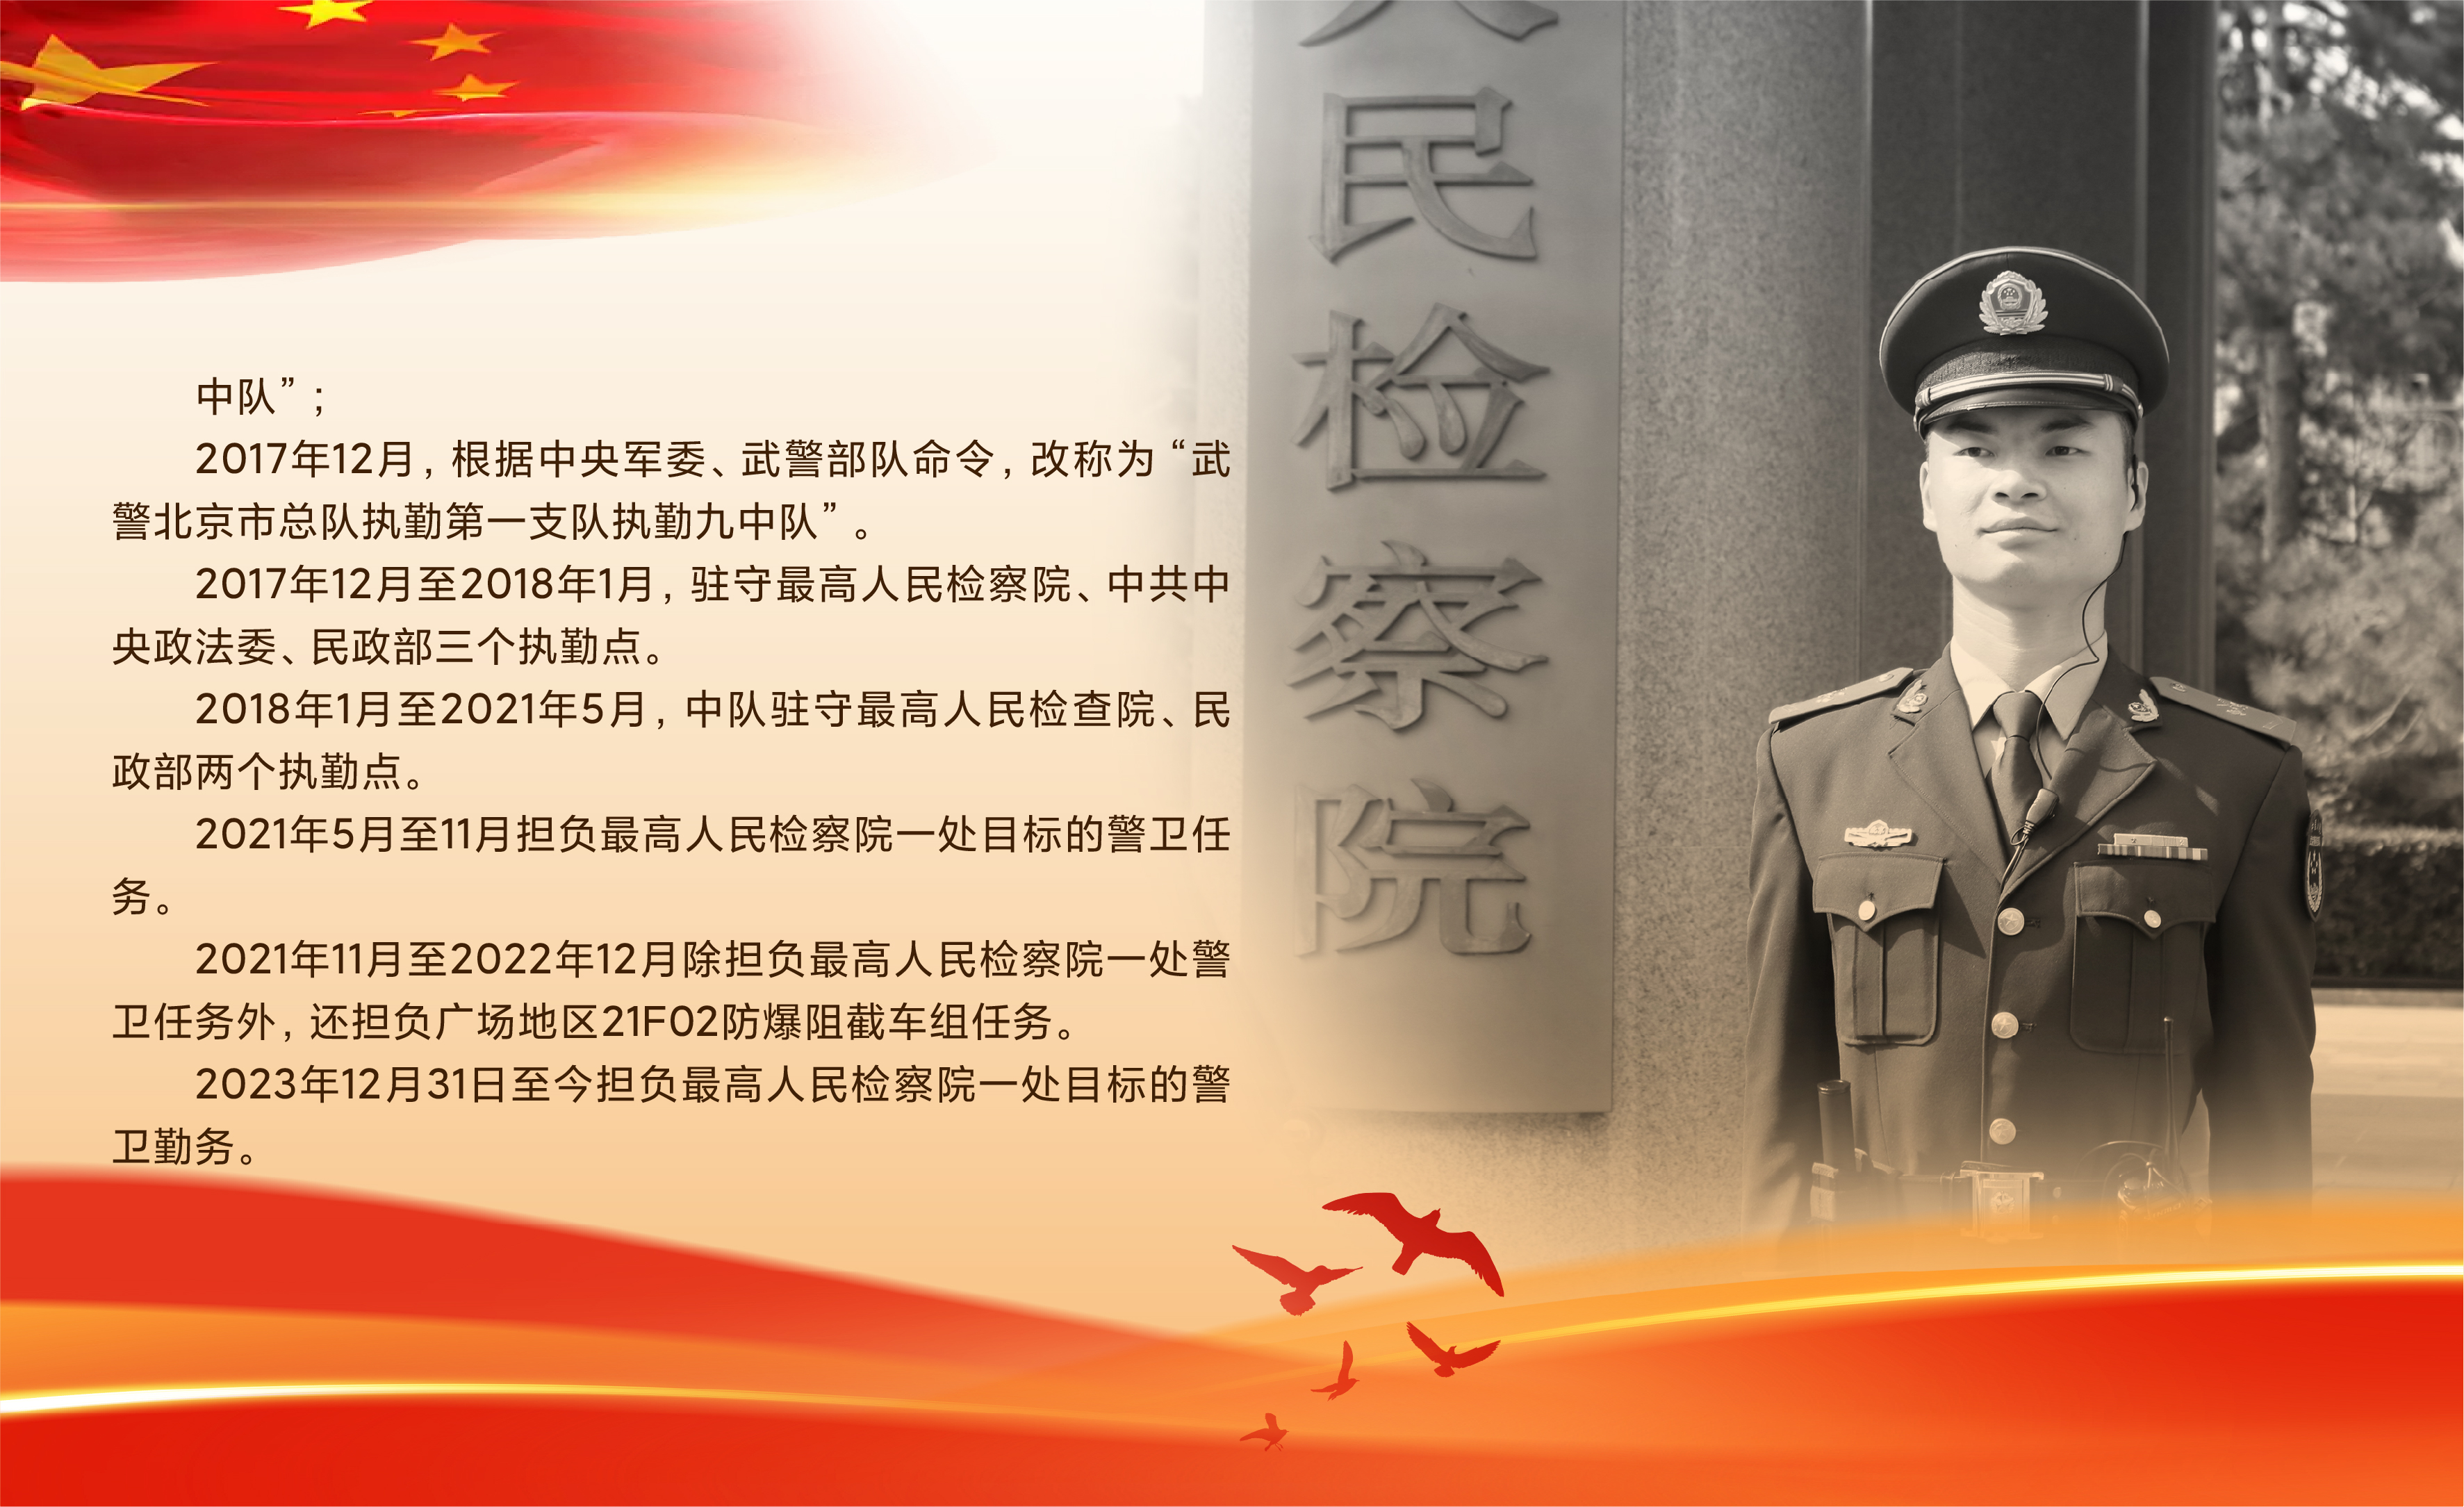 中队”；
2017年12月，根据中央军委、武警部队命令，改称为“武
警北京市总队执勤第一支队执勤九中队”。
2017年12月至2018年1月，驻守最高人民检察院、中共中
央政法委、民政部三个执勤点。
2018年1月至2021年5月，中队驻守最高人民检查院、民
政部两个执勤点。
2021年5月至11月担负最高人民检察院一处目标的警卫任
务。
2021年11月至2022年12月除担负最高人民检察院一处警
卫任务外，还担负广场地区21F02防爆阻截车组任务。
2023年12月31日至今担负最高人民检察院一处目标的警
卫勤务。
人民检察院